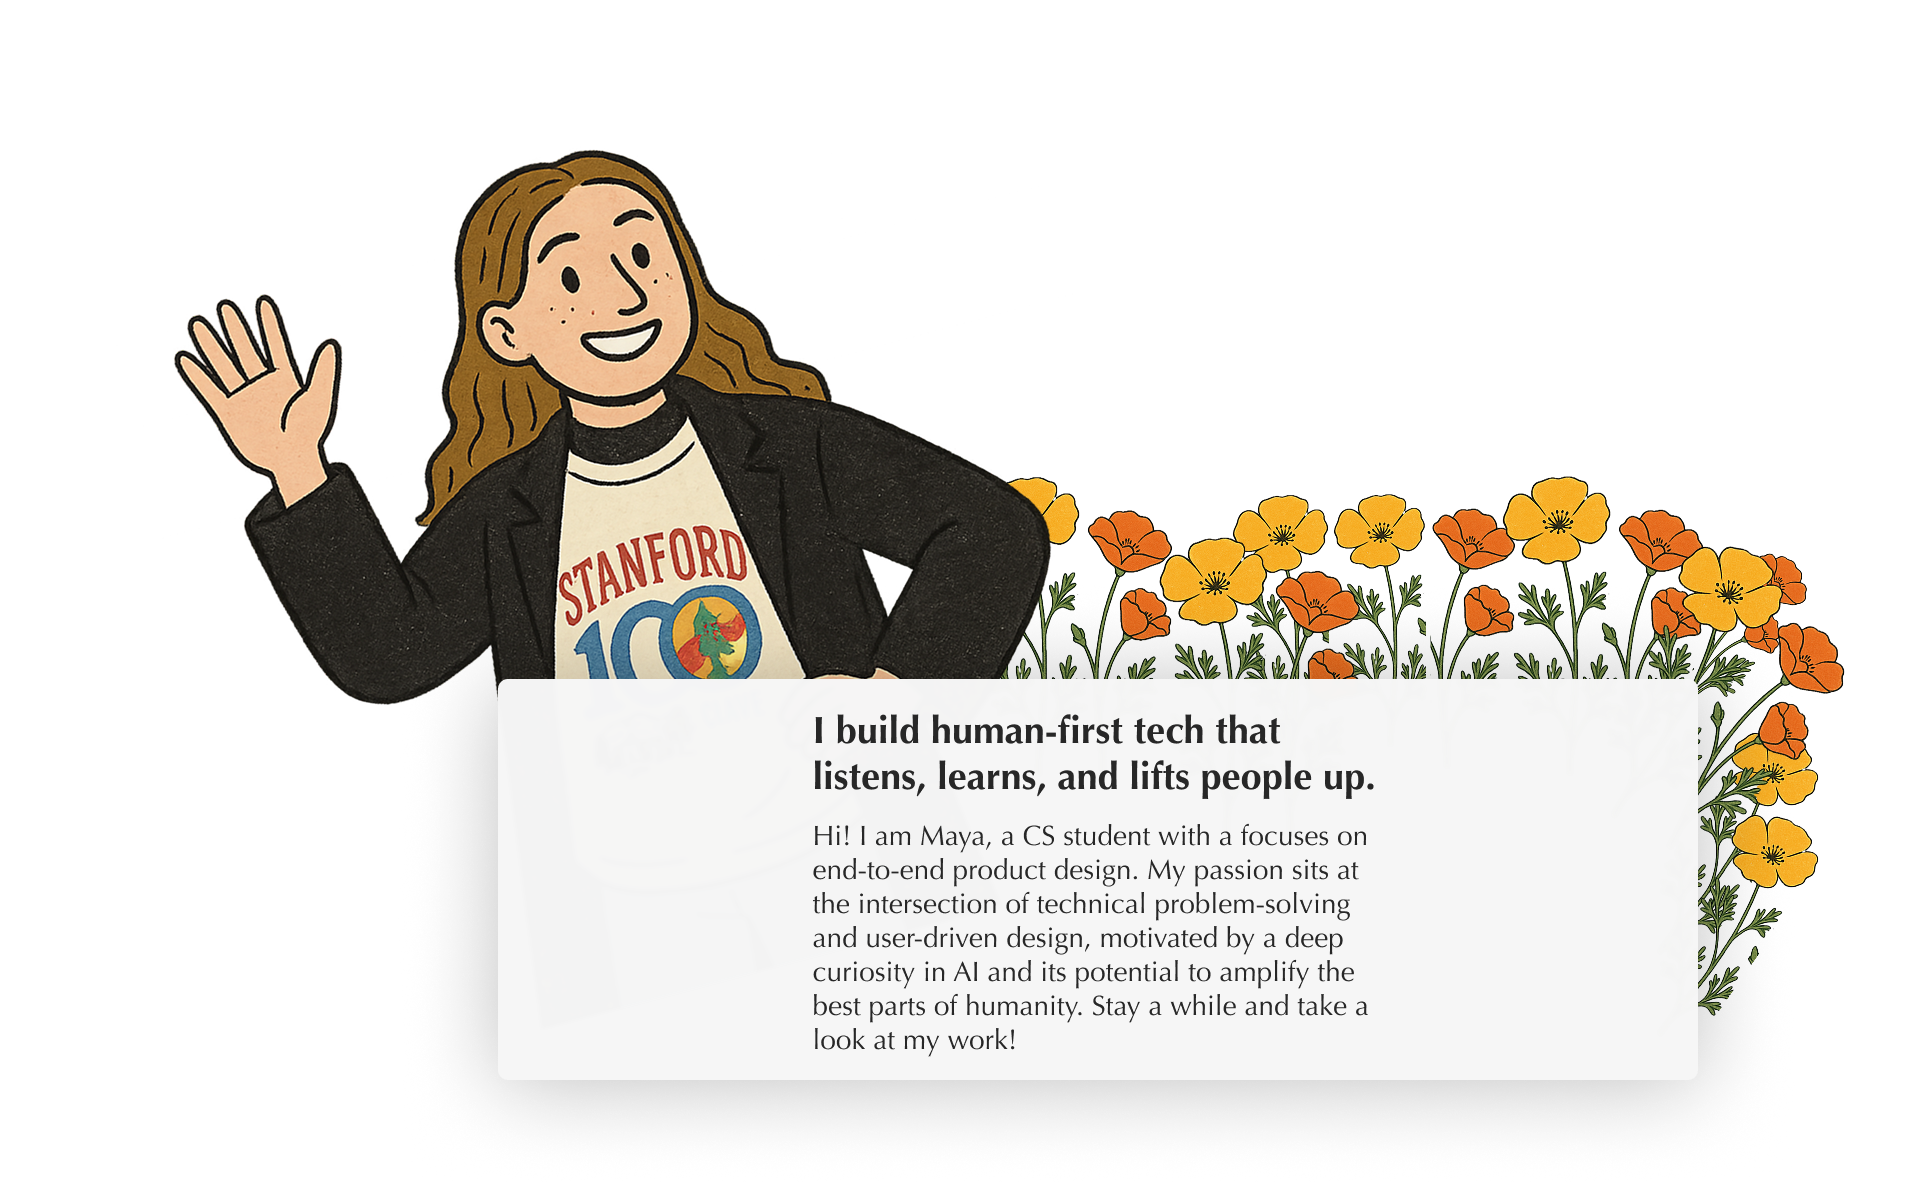 STANFORD
100
I build human-first tech that
listens, learns, and lifts people up.
Hi! I am Maya, a CS student with a focuses on
end-to-end product design. My passion sits at
the intersection of technical problem-solving
and user-driven design, motivated by a deep
curiosity in AI and its potential to amplify the
best parts of humanity. Stay a while and take a
look at my work!